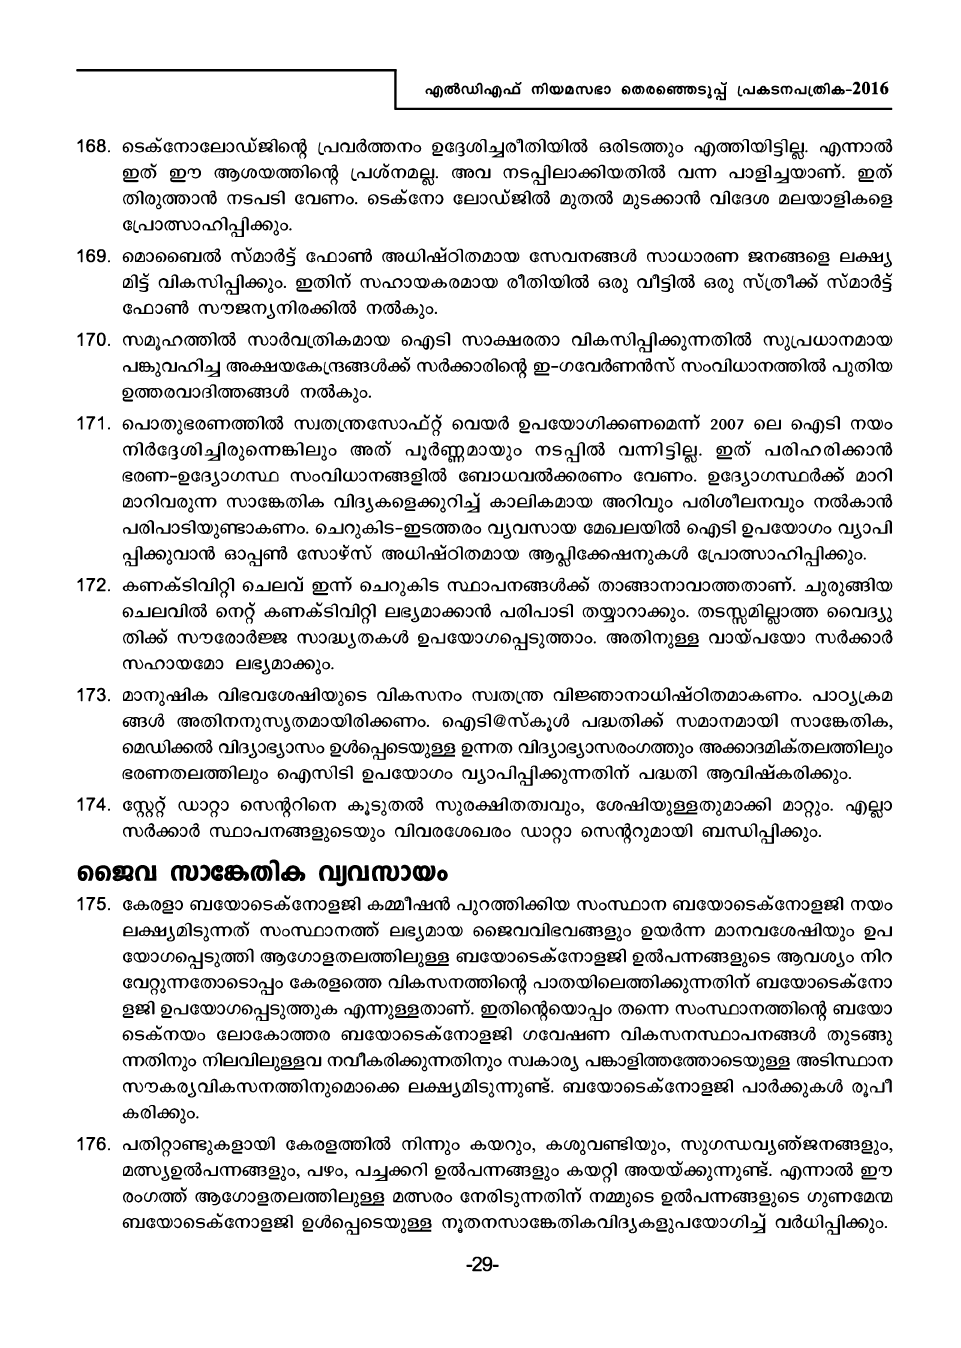 എൽഡിഎഫ് നിയമസഭാ തെരഞ്ഞെടുപ്പ് പ്രകടനപത്രിക-2016
168. ടെക്നോലോഡ്ജിന്റെ പ്രവർത്തനം ഉദ്ദേശിച്ചരീതിയിൽ ഒരിടത്തും എത്തിയിട്ടില്ല. എന്നാൽ
ഇത് ഈ ആശയത്തിന്റെ പ്രശ്നമല്ല. അവ നടപ്പിലാക്കിയതിൽ വന്ന പാളിച്ചയാണ്. ഇത്
തിരുത്താൻ നടപടി വേണം. ടെക്നോ ലോഡ്ജിൽ മുതൽ മുടക്കാൻ വിദേശ മലയാളികളെ
പ്രോത്സാഹിപ്പിക്കും.
169. മൊബൈൽ സ്മാർട്ട് ഫോൺ അധിഷ്ഠിതമായ സേവനങ്ങൾ സാധാരണ ജനങ്ങളെ ലക്ഷ്യ
മിട്ട് വികസിപ്പിക്കും. ഇതിന് സഹായകരമായ രീതിയിൽ ഒരു വീട്ടിൽ ഒരു സ്ത്രീക്ക് സ്മാർട്ട്
ഫോൺ സൗജന്യനിരക്കിൽ നൽകും.
170. സമൂഹത്തിൽ സാർവത്രികമായ ഐടി സാക്ഷരതാ വികസിപ്പിക്കുന്നതിൽ സുപ്രധാനമായ
പങ്കുവഹിച്ച അക്ഷയകേന്ദ്രങ്ങൾക്ക് സർക്കാരിന്റെ ഇ-ഗവേർണൻസ് സംവിധാനത്തിൽ പുതിയ
ഉത്തരവാദിത്തങ്ങൾ നൽകും.
171. പൊതുഭരണത്തിൽ സ്വതന്ത്രസോഫ്റ്റ് വെയർ ഉപയോഗിക്കണമെന്ന് 2007 ലെ ഐടി നയം
നിർദ്ദേശിച്ചിരുന്നെങ്കിലും അത് പൂർണ്ണമായും നടപ്പിൽ വന്നിട്ടില്ല. ഇത് പരിഹരിക്കാൻ
ഭരണ-ഉദ്യോഗസ്ഥ സംവിധാനങ്ങളിൽ ബോധവൽക്കരണം വേണം. ഉദ്യോഗസ്ഥർക്ക് മാറി
മാറിവരുന്ന സാങ്കേതിക വിദ്യകളെക്കുറിച്ച് കാലികമായ അറിവും പരിശീലനവും നൽകാൻ
പരിപാടിയുണ്ടാകണം. ചെറുകിട-ഇടത്തരം വ്യവസായ മേഖലയിൽ ഐടി ഉപയോഗം വ്യാപി
പ്പിക്കുവാൻ ഓപ്പൺ സോഴ്സ് അധിഷ്ഠിതമായ ആപ്ലിക്കേഷനുകൾ പ്രോത്സാഹിപ്പിക്കും.
172. കണക്ടിവിറ്റി ചെലവ് ഇന്ന് ചെറുകിട സ്ഥാപനങ്ങൾക്ക് താങ്ങാനാവാത്തതാണ്. ചുരുങ്ങിയ
ചെലവിൽ നെറ്റ് കണക്ടിവിറ്റി ലഭ്യമാക്കാൻ പരിപാടി തയ്യാറാക്കും. തടസ്സമില്ലാത്ത വൈദ്യു
തിക്ക് സൗരോർജ്ജ സാദ്ധ്യതകൾ ഉപയോഗപ്പെടുത്താം. അതിനുള്ള വായ്പയോ സർക്കാർ
സഹായമോ ലഭ്യമാക്കും.
173. മാനുഷിക വിഭവശേഷിയുടെ വികസനം സ്വതന്ത്ര വിജ്ഞാനാധിഷ്ഠിതമാകണം. പാഠ്യക്രമ
ങ്ങൾ അതിനനുസൃതമായിരിക്കണം. ഐടി@സ്കൂൾ പദ്ധതിക്ക് സമാനമായി സാങ്കേതിക,
മെഡിക്കൽ വിദ്യാഭ്യാസം ഉൾപ്പെടെയുള്ള ഉന്നത വിദ്യാഭ്യാസരംഗത്തും അക്കാദമിക്തലത്തിലും
ഭരണതലത്തിലും ഐസിടി ഉപയോഗം വ്യാപിപ്പിക്കുന്നതിന് പദ്ധതി ആവിഷ്കരിക്കും.
174. സ്റ്റേറ്റ് ഡാറ്റാ സെന്ററിനെ കൂടുതൽ സുരക്ഷിതത്വവും, ശേഷിയുള്ളതുമാക്കി മാറ്റും. എല്ലാ
സർക്കാർ സ്ഥാപനങ്ങളുടെയും വിവരശേഖരം ഡാറ്റാ സെന്ററുമായി ബന്ധിപ്പിക്കും.
ജൈവ സാങ്കേതിക വ്യവസായം
175. കേരളാ ബയോടെക്നോളജി കമ്മീഷൻ പുറത്തിക്കിയ സംസ്ഥാന ബയോടെക്നോളജി നയം
ലക്ഷ്യമിടുന്നത് സംസ്ഥാനത്ത് ലഭ്യമായ ജൈവവിഭവങ്ങളും ഉയർന്ന മാനവശേഷിയും ഉപ
യോഗപ്പെടുത്തി ആഗോളതലത്തിലുള്ള ബയോടെക്നോളജി ഉൽപന്നങ്ങളുടെ ആവശ്യം നിറ
വേറ്റുന്നതോടൊപ്പം കേരളത്തെ വികസനത്തിന്റെ പാതയിലെത്തിക്കുന്നതിന് ബയോടെക്നോ
ളജി ഉപയോഗപ്പെടുത്തുക എന്നുള്ളതാണ്. ഇതിന്റെയൊപ്പം തന്നെ സംസ്ഥാനത്തിന്റെ ബയോ
ടെക്നയം ലോകോത്തര ബയോടെക്നോളജി ഗവേഷണ വികസനസ്ഥാപനങ്ങൾ തുടങ്ങു
ന്നതിനും നിലവിലുള്ളവ നവീകരിക്കുന്നതിനും സ്വകാര്യ പങ്കാളിത്തത്തോടെയുള്ള അടിസ്ഥാന
സൗകര്യവികസനത്തിനുമൊക്കെ ലക്ഷ്യമിടുന്നുണ്ട്. ബയോടെക്നോളജി പാർക്കുകൾ രൂപീ
കരിക്കും.
176. പതിറ്റാണ്ടുകളായി കേരളത്തിൽ നിന്നും കയറും, കശുവണ്ടിയും, സുഗന്ധവ്യഞ്ജനങ്ങളും,
മത്സ്യഉൽപന്നങ്ങളും, പഴം, പച്ചക്കറി ഉൽപന്നങ്ങളും കയറ്റി അയയ്ക്കുന്നുണ്ട്. എന്നാൽ ഈ
രംഗത്ത് ആഗോളതലത്തിലുള്ള മത്സരം നേരിടുന്നതിന് നമ്മുടെ ഉൽപന്നങ്ങളുടെ ഗുണമേന്മ
ബയോടെക്നോളജി ഉൾപ്പെടെയുള്ള നൂതനസാങ്കേതികവിദ്യകളുപയോഗിച്ച് വർധിപ്പിക്കും.
-29-